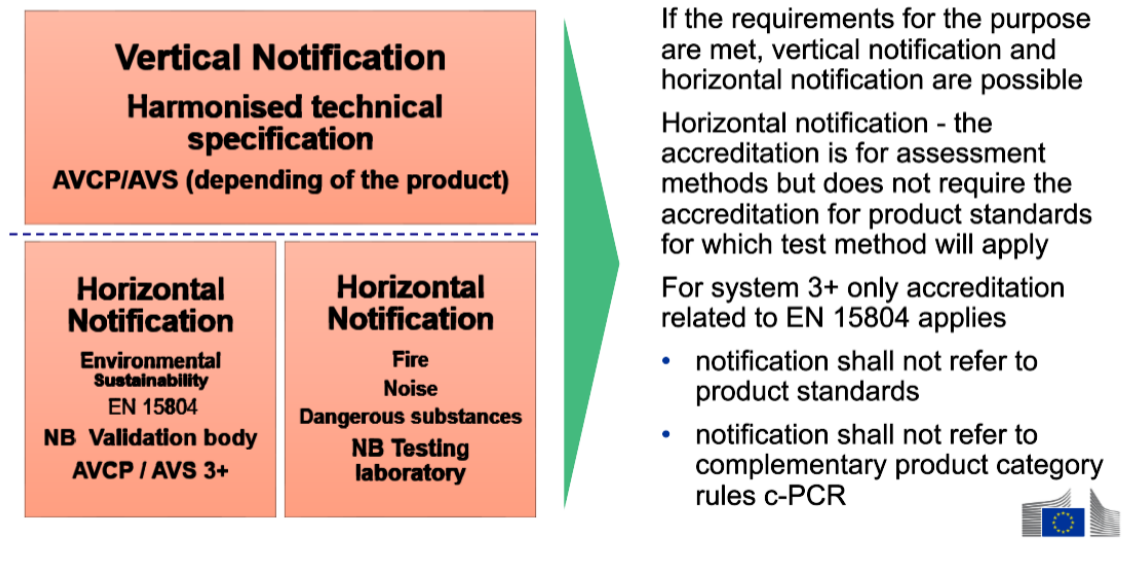 Vertical Notification
Harmonised technical
specification
AVCP/AVS (depending of the product)
Horizontal
Notification
Environmental
Sustainability
EN 15804
NB Validation body
AVCP / AVS 3+
Horizontal
Notification
Fire
Noise
Dangerous substances
NB Testing
laboratory
If the requirements for the purpose
are met, vertical notification and
horizontal notification are possible
Horizontal notification - the
accreditation is for assessment
methods but does not require the
accreditation for product standards
for which test method will apply
For system 3+ only accreditation
related to EN 15804 applies
• notification shall not refer to
product standards
• notification shall not refer to
complementary product category
rules c-PCR